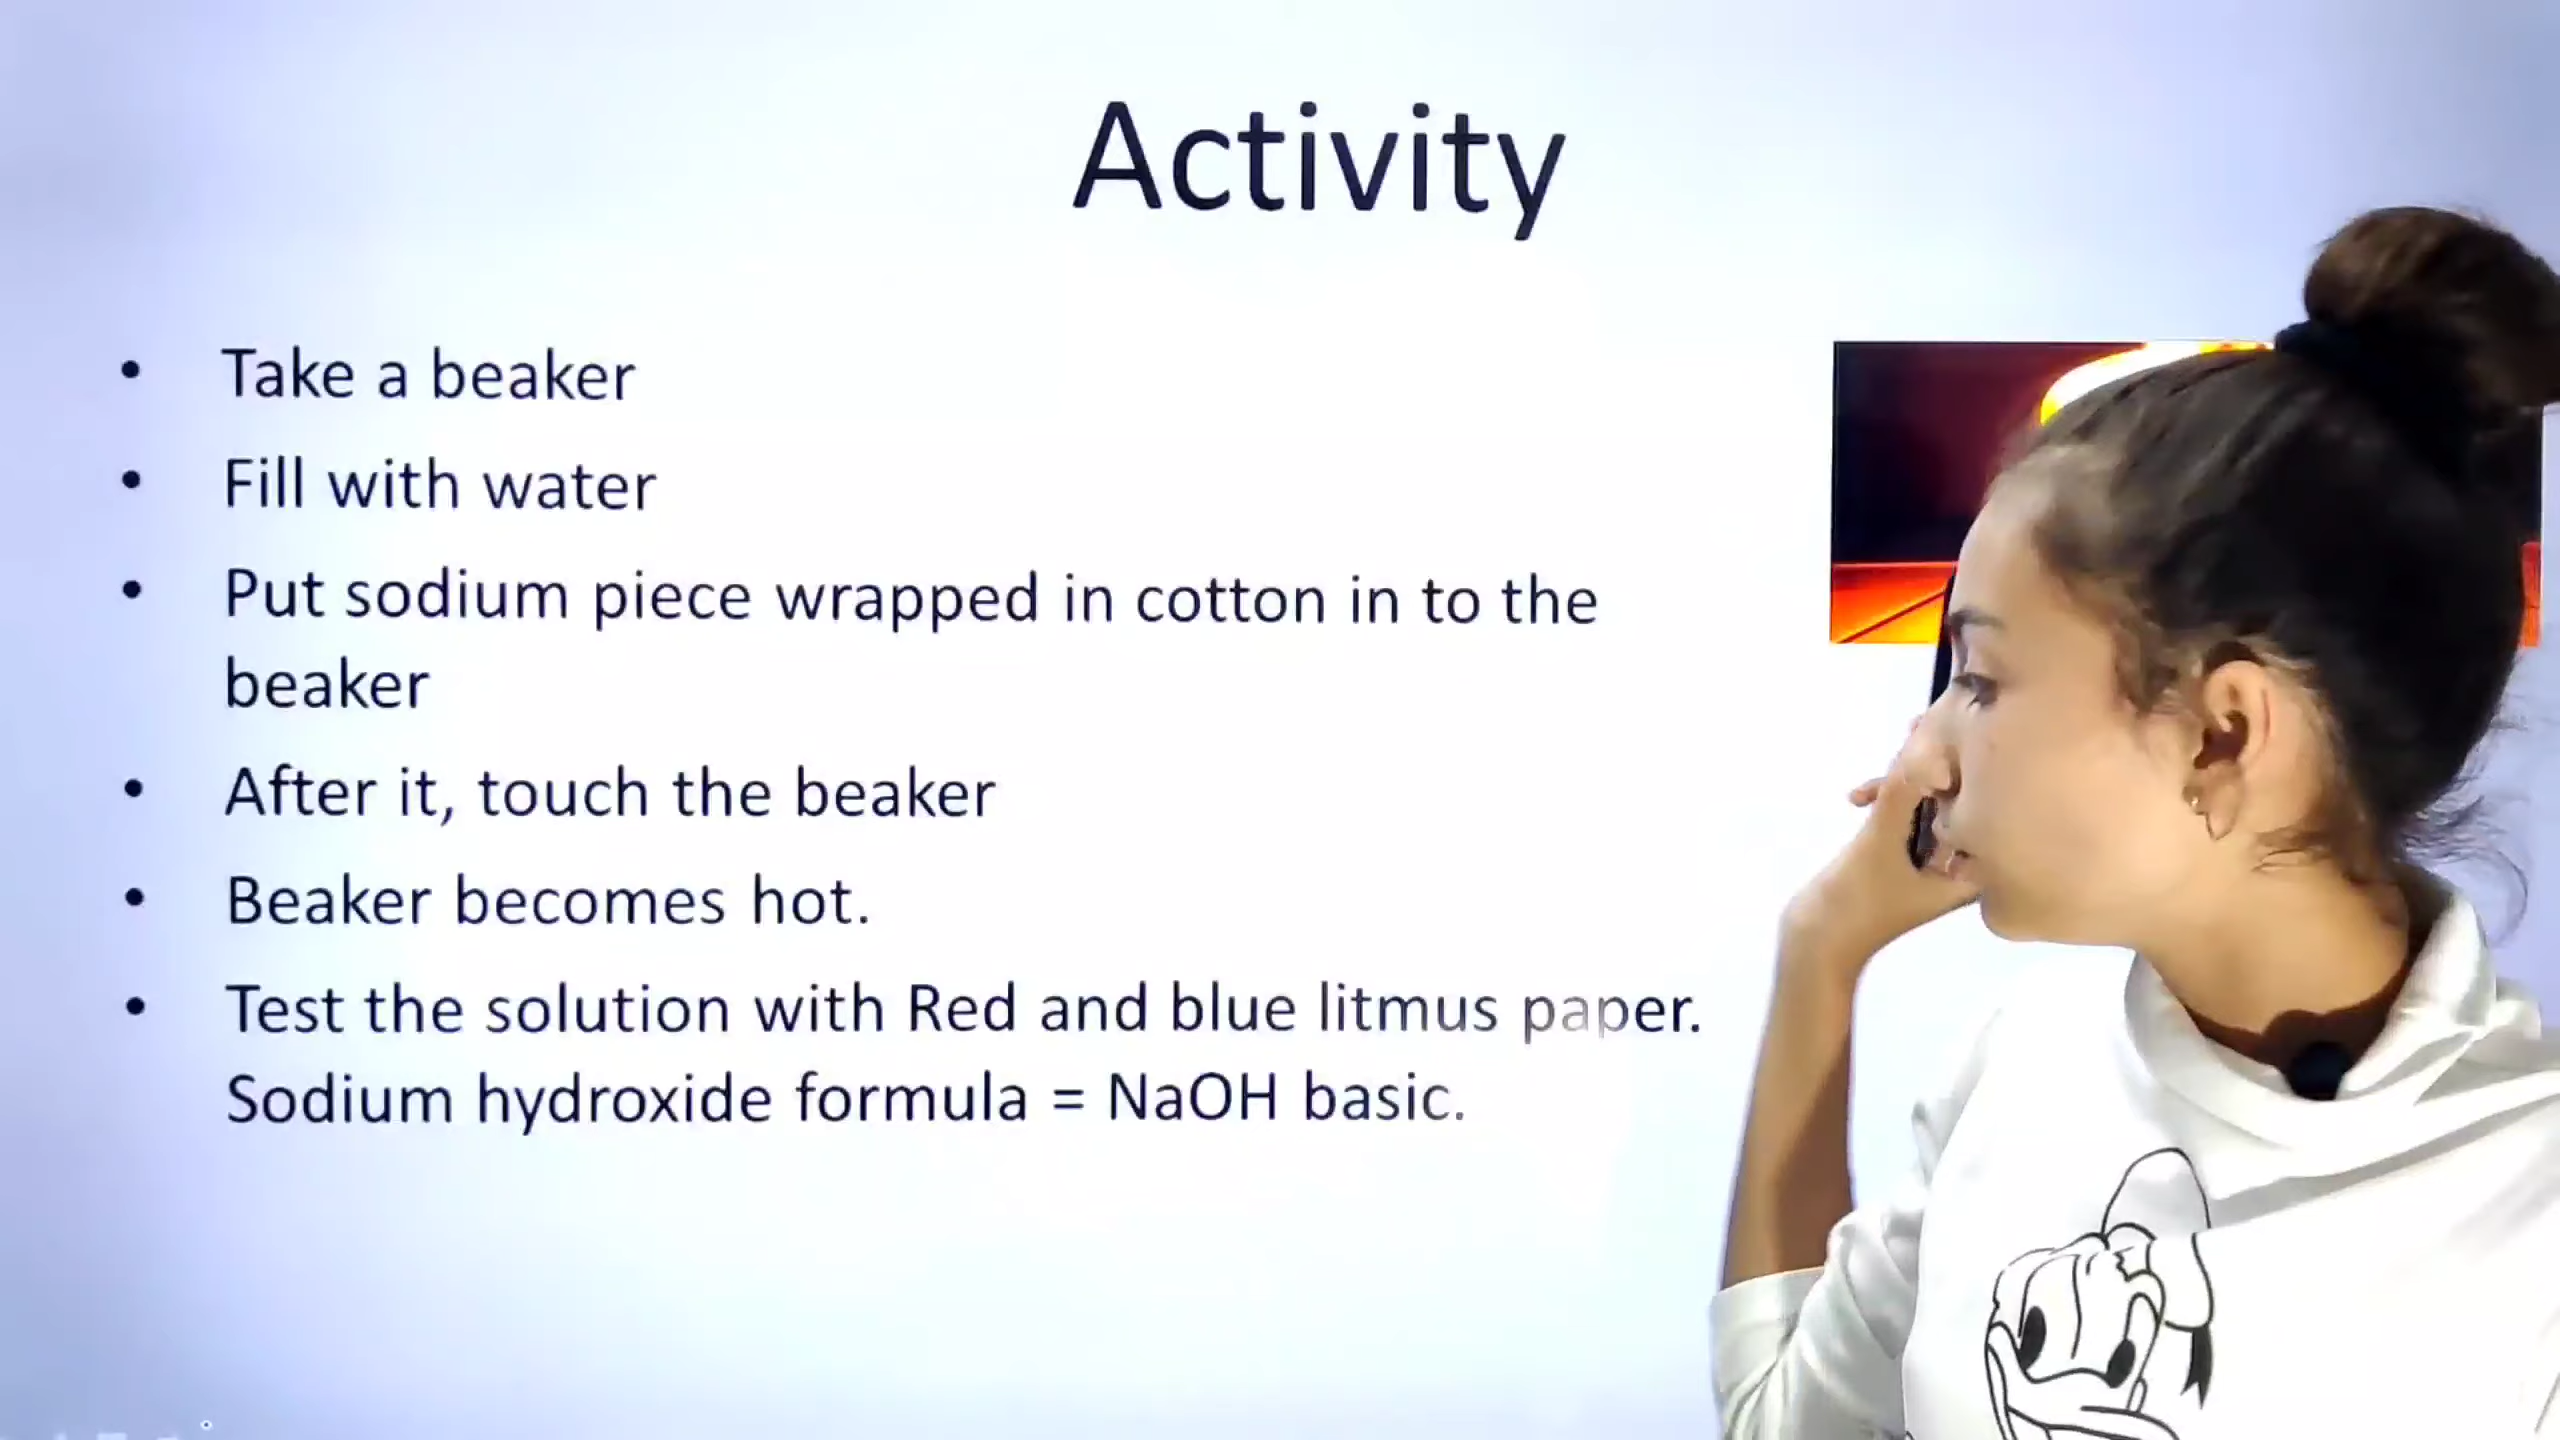 Activity
• Take a beaker
• Fill with water
• Put sodium piece wrapped in cotton in to the
beaker
• After it, touch the beaker
• Beaker becomes hot.
• Test the solution with Red and blue litmus paper.
Sodium hydroxide formula = NaOH basic.